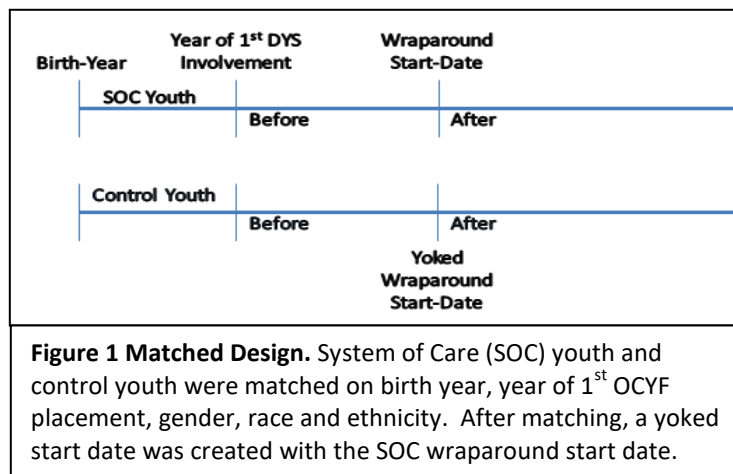 Year of 1st DYS Wraparound
Birth-Year Involvement Start-Date
SOC Youth
Before After
Control Youth
Before After
Yoked
Wraparound
Start-Date
Figure 1 Matched Design. System of Care (SOC) youth and
control youth were matched on birth year, year of 1st OCYF
placement, gender, race and ethnicity. After matching, a yoked
start date was created with the SOC wraparound start date.